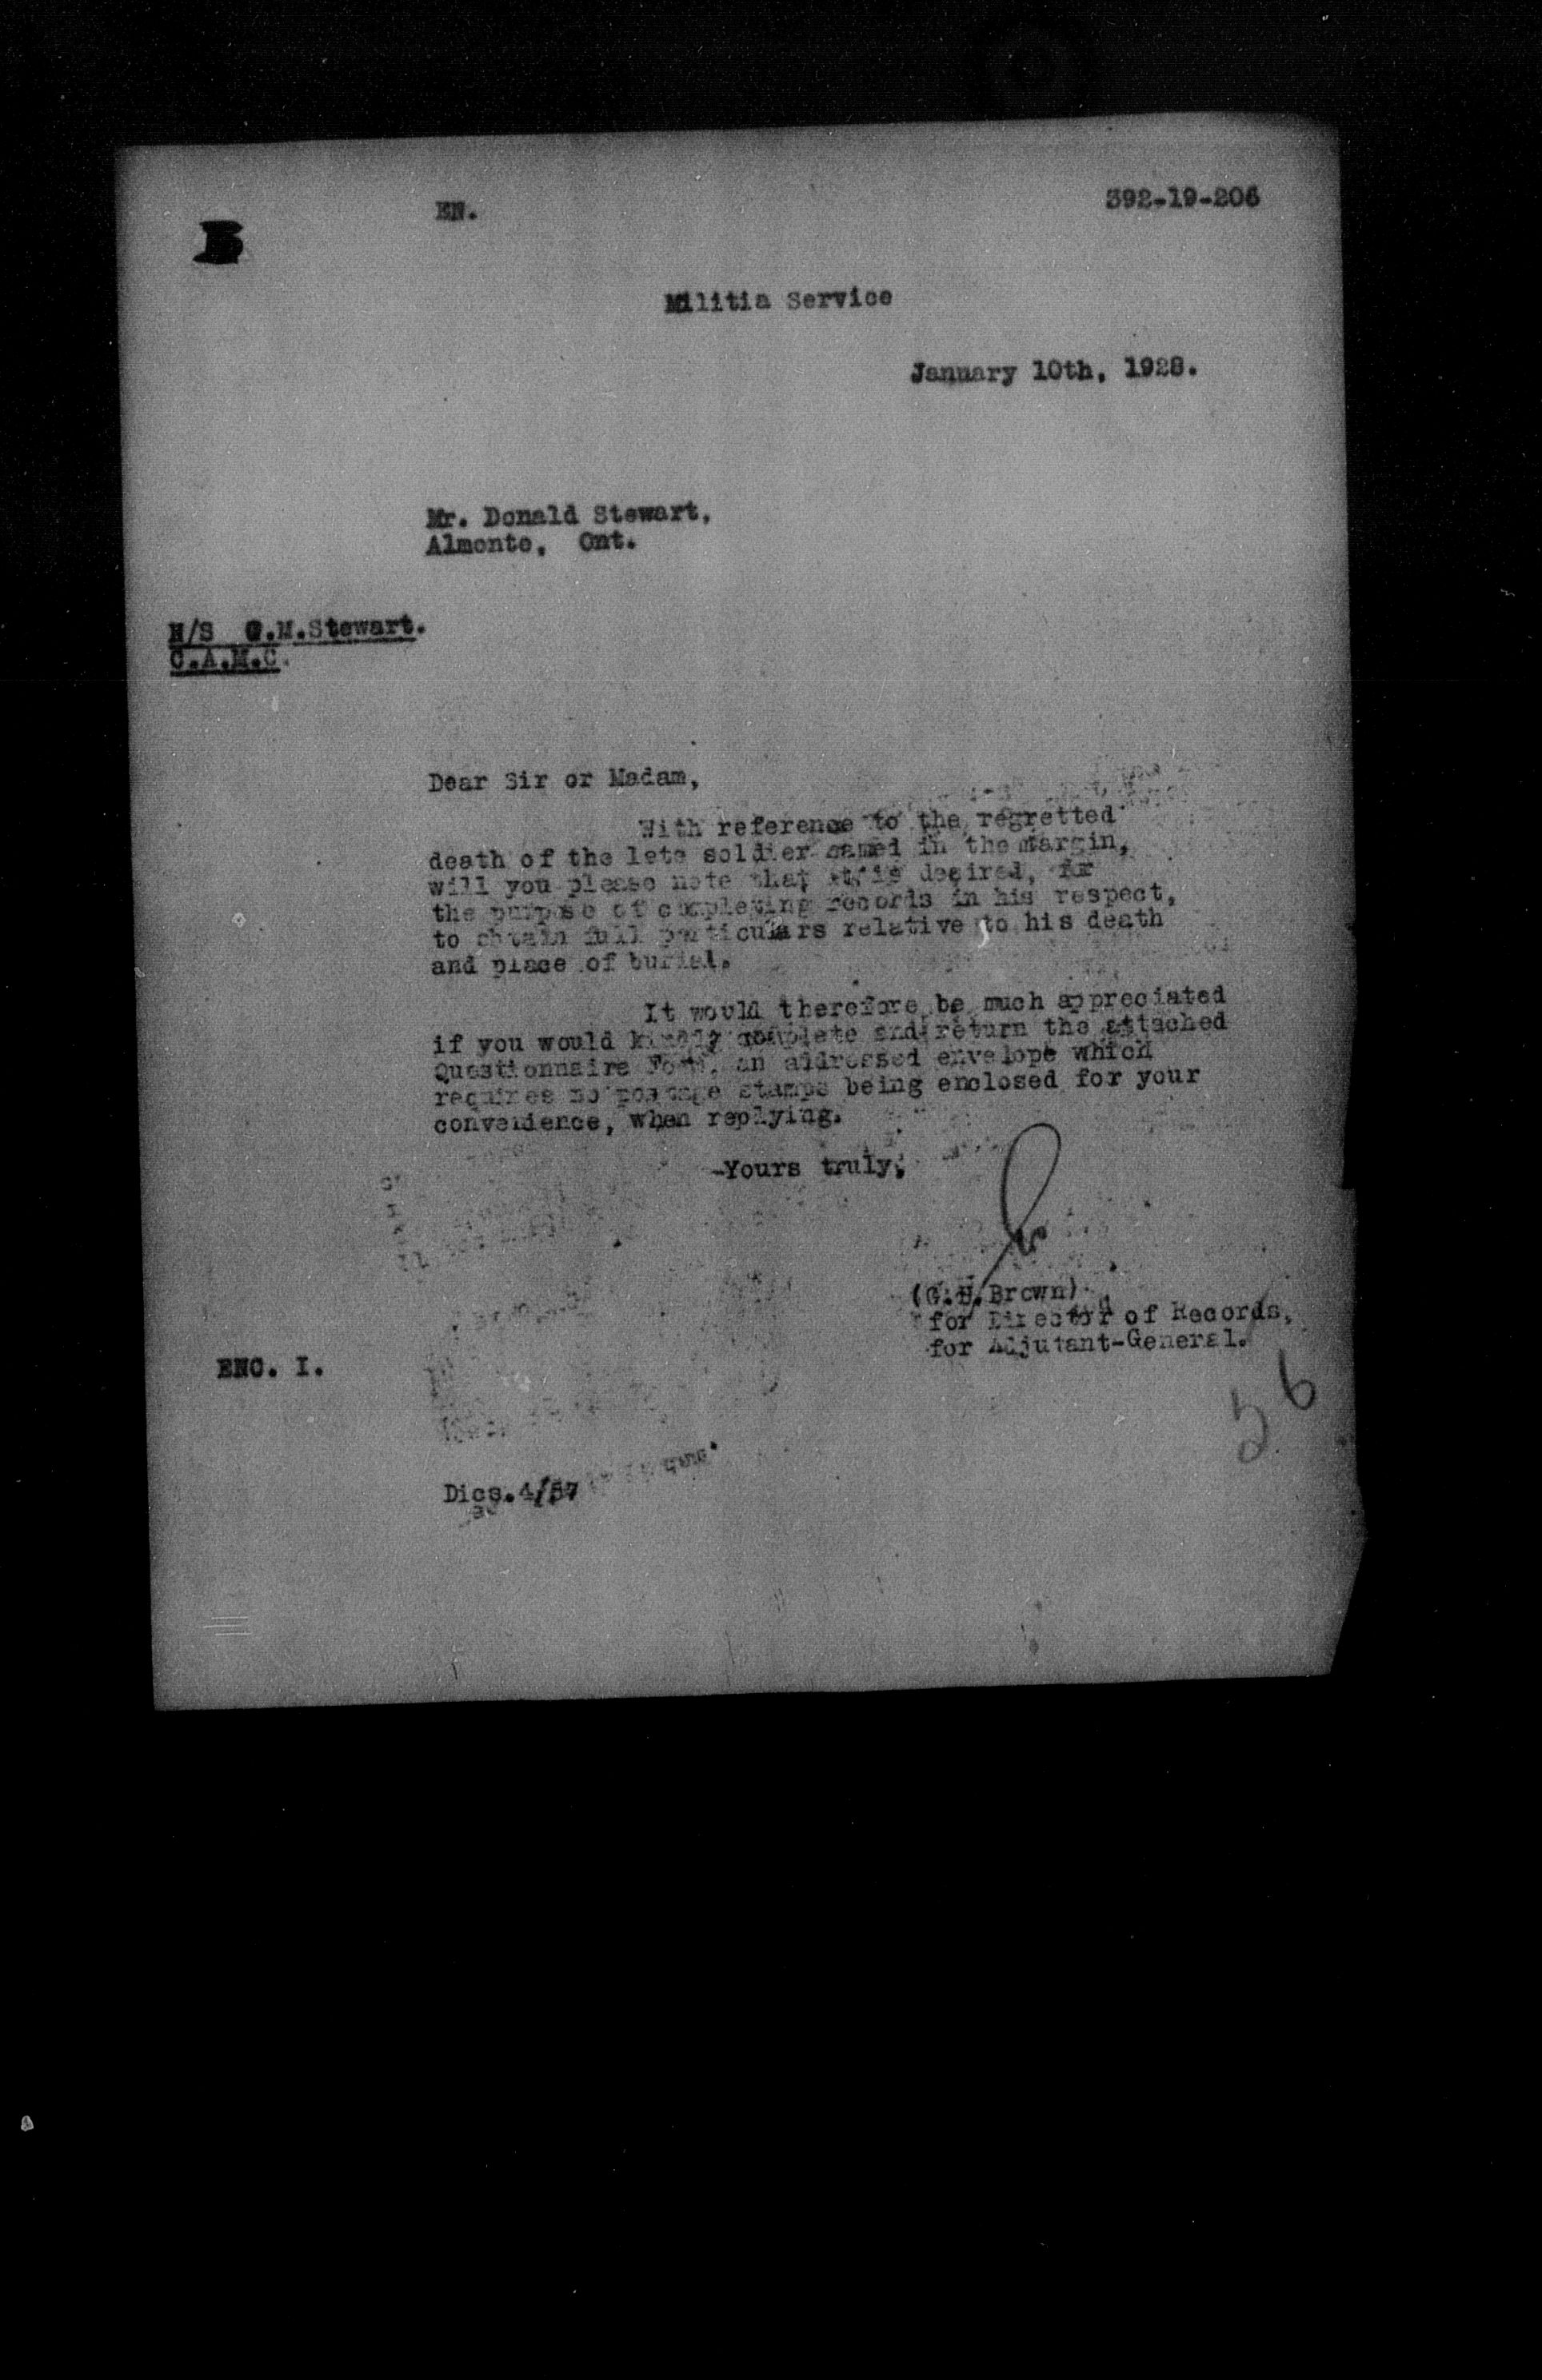 EN.
392-19-206
B
Militia Service
January 10th, 1928.
Mr. Donald Stewart,
Almonte, Ont.
N/S G.M.Stewart.
C.A.M.C.
Dear Sir or Madam,
With reference to the regretted
death of the late soldier named in the margin,
will you please note that it is desired, for
the purpose of completing records in his respect,
to obtain full particulars relative to his death
and place of burial.
It would therefore be much appreciated
if you would kindly complete and return the attached
Questionnaire Form, an addressed envelope which
requires no postage stamps being enclosed for your
convenience, when replying.
Yours truly,
(G.H.Brown)
for Director of Records,
for Adjutant-General.
ENC. I.
56
Dics.4/57